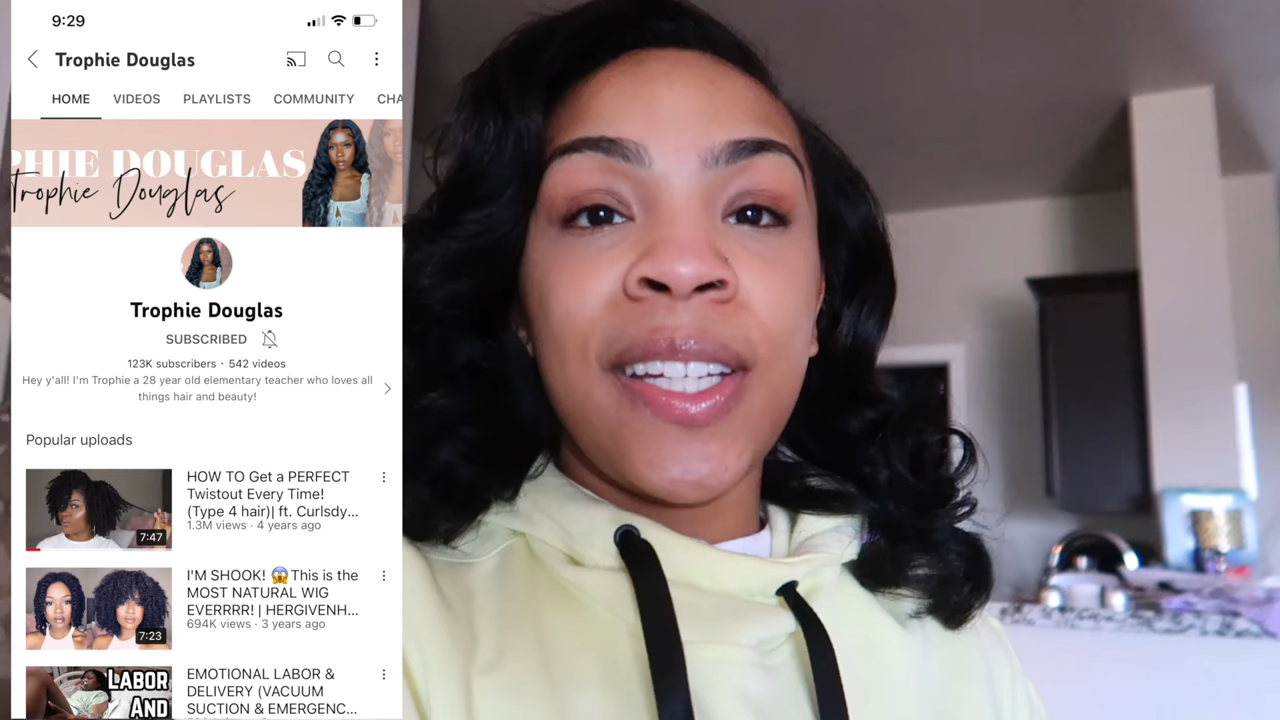 9:29
Trophie Douglas
HOME VIDEOS PLAYLISTS COMMUNITY CHA
PHIE DOUGLAS
Trophie Douglas
Trophie Douglas
SUBSCRIBED
123K subscribers · 542 videos
Hey y'all! I'm Trophie a 28 year old elementary teacher who loves all
things hair and beauty!
Popular uploads
HOW TO Get a PERFECT
Twistout Every Time!
(Type 4 hair)| ft. Curlsdy...
1.3M views · 4 years ago
7:47
I'M SHOOK! 😱 This is the
MOST NATURAL WIG
EVERRRR! | HERGIVENH...
694K views · 3 years ago
7:23
LABOR
AND
EMOTIONAL LABOR &
DELIVERY (VACUUM
SUCTION & EMERGENC...